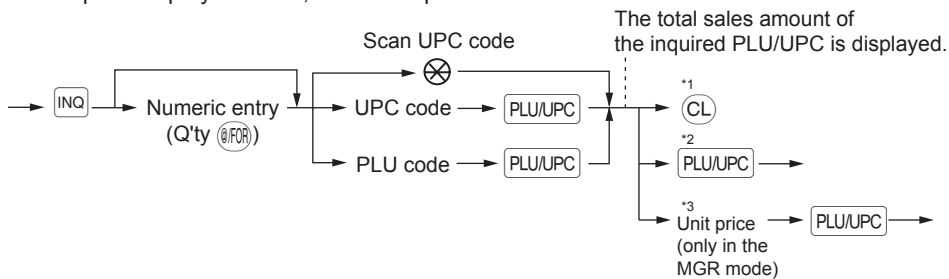 The total sales amount of
the inquired PLU/UPC is displayed.
Scan UPC code
INQ
Numeric entry
(Q'ty @/FOR)
UPC code
PLU/UPC
PLU code
PLU/UPC
*1
CL
*2
PLU/UPC
*3
Unit price
(only in the
MGR mode)
PLU/UPC